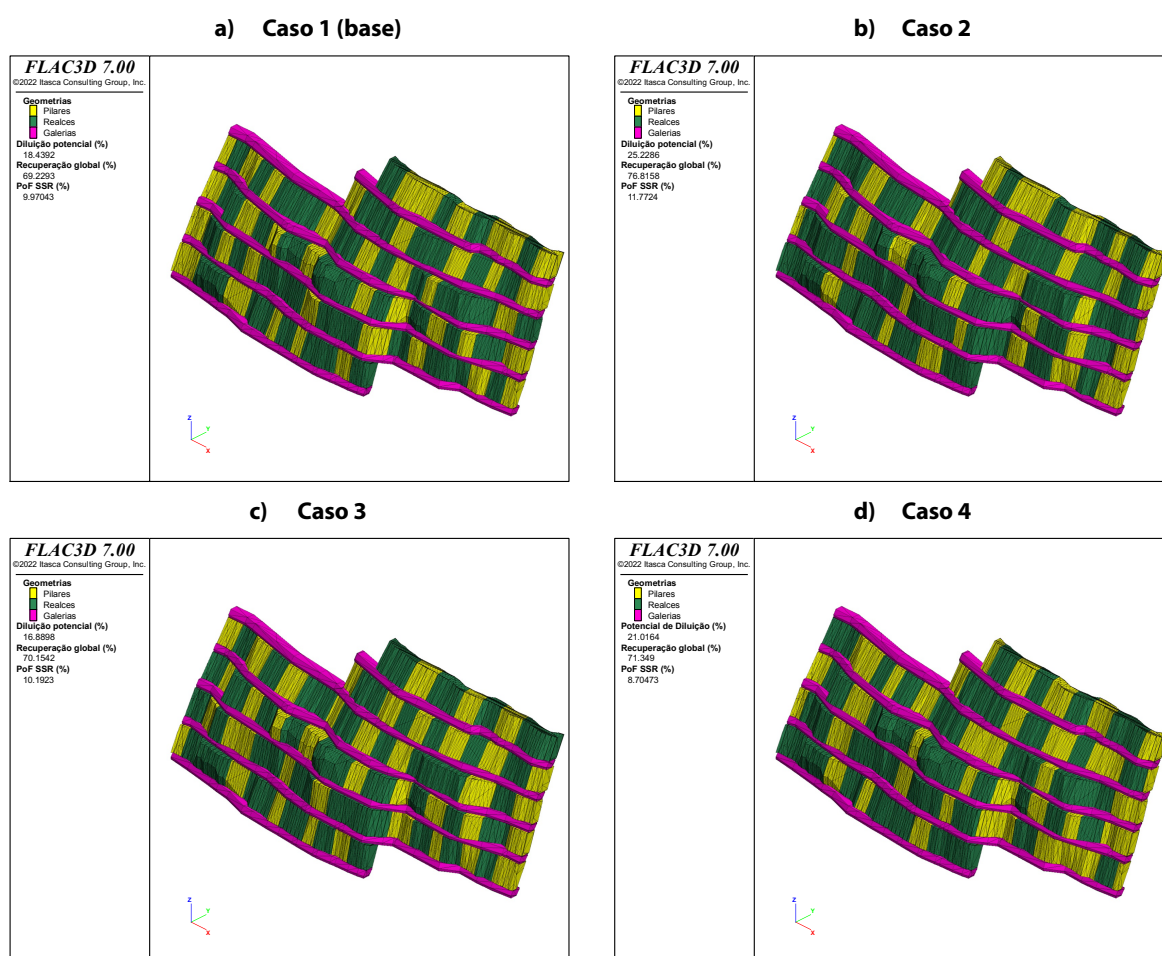 a) Caso 1 (base)
FLAC3D 7.00
©2022 Itasca Consulting Group, Inc.
Geometrias
Pilares
Realces
Galerias
Diluição potencial (%)
18.4392
Recuperação global (%)
69.2293
PoF SSR (%)
9.97043
Z
Y
X
b) Caso 2
FLAC3D 7.00
©2022 Itasca Consulting Group, Inc.
Geometrias
Pilares
Realces
Galerias
Diluição potencial (%)
25.2286
Recuperação global (%)
76.8158
PoF SSR (%)
11.7724
Z
Y
X
c) Caso 3
FLAC3D 7.00
©2022 Itasca Consulting Group, Inc.
Geometrias
Pilares
Realces
Galerias
Diluição potencial (%)
16.8898
Recuperação global (%)
70.1542
PoF SSR (%)
10.1923
Z
Y
X
d) Caso 4
FLAC3D 7.00
©2022 Itasca Consulting Group, Inc.
Geometrias
Pilares
Realces
Galerias
Potencial de Diluição (%)
21.0164
Recuperação global (%)
71.349
PoF SSR (%)
8.70473
Z
Y
X